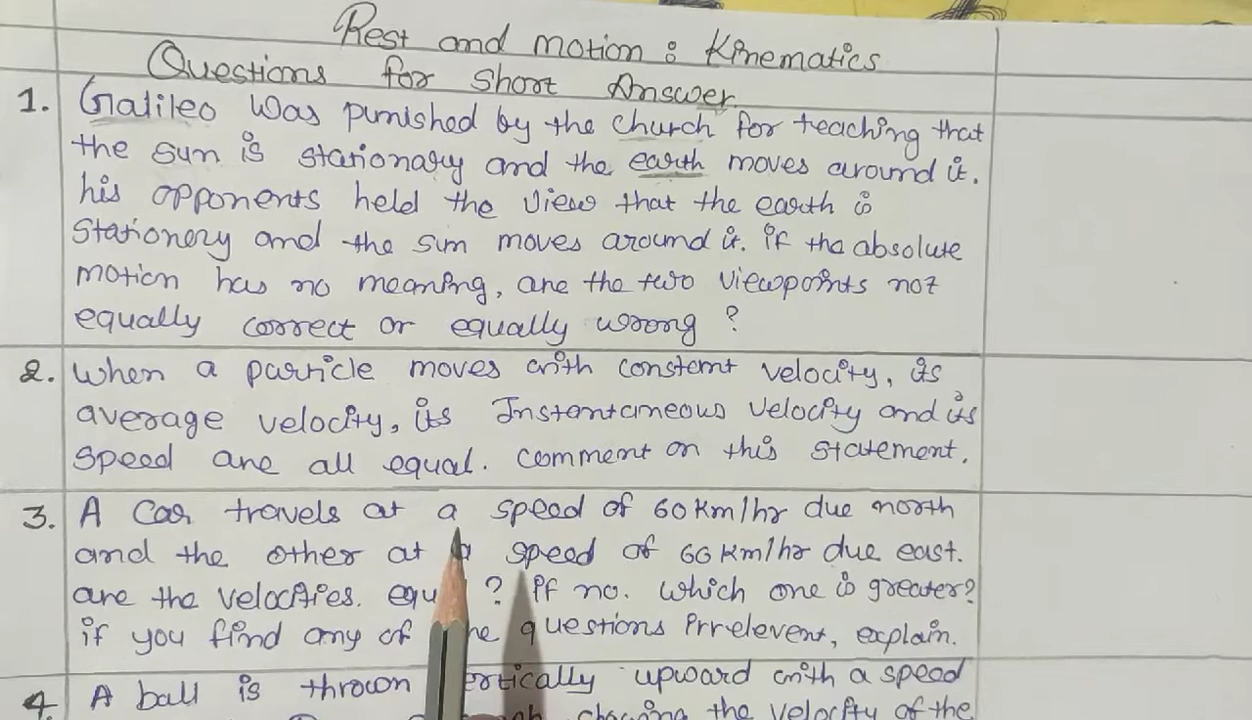 Rest and motion : Kinematics
Questions for short Answer
1. Galileo was punished by the church for teaching that
the sun is stationary and the earth moves around it.
his opponents held the view that the earth is
stationery and the sun moves around it. if the absolute
motion has no meaning, are the two viewpoints not
equally correct or equally wrong ?
2. When a particle moves with constant velocity, its
average velocity, its Instantaneous velocity and its
speed are all equal. comment on this statement.
3. A Car travels at a speed of 60 Km/hr due north
and the other at speed of 60 Km/hr due east.
are the velocities. ? if no. which one is greater?
if you find any of questions irrelevent, explain.
4. A ball is thrown vertically upward with a speed
the velocity of the